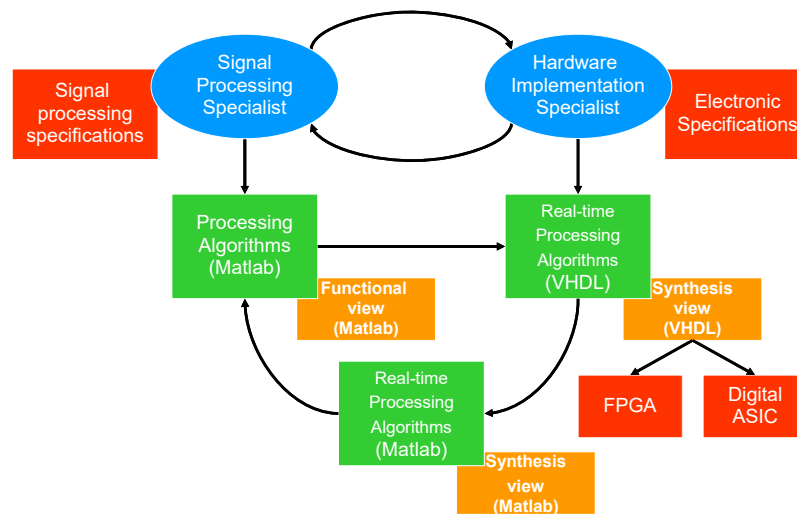 Signal
Processing
Specialist
Hardware
Implementation
Specialist
Signal
processing
specifications
Electronic
Specifications
Processing
Algorithms
(Matlab)
Real-time
Processing
Algorithms
(VHDL)
Functional
view
(Matlab)
Synthesis
view
(VHDL)
Real-time
Processing
Algorithms
(Matlab)
FPGA
Digital
ASIC
Synthesis
view
(Matlab)